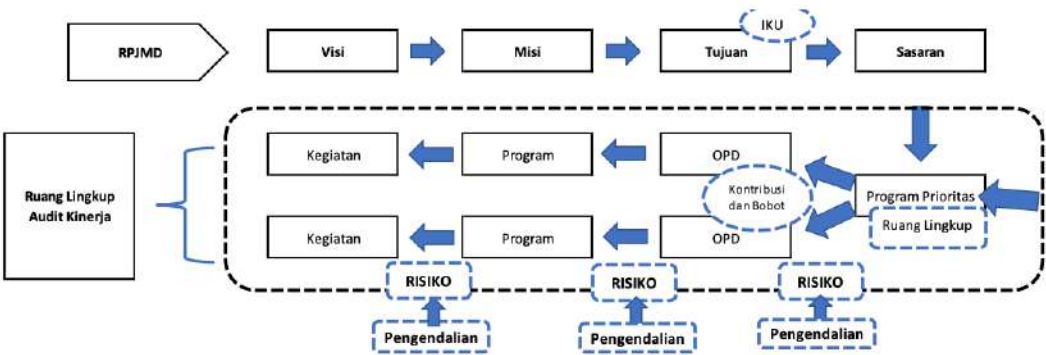 IKU
RPJMD
Visi
Misi
Tujuan
Sasaran
Ruang Lingkup
Audit Kinerja
Kegiatan
Program
OPD
Kontribusi
dan Bobot
Program Prioritas
Ruang Lingkup
Kegiatan
Program
OPD
RISIKO
RISIKO
RISIKO
Pengendalian
Pengendalian
Pengendalian